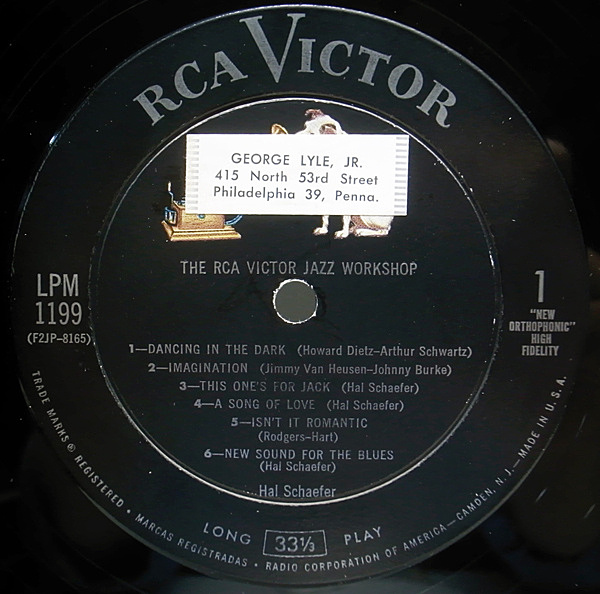 RCA VICTOR
GEORGE LYLE, JR.
415 North 53rd Street
Philadelphia 39, Penna.
THE RCA VICTOR JAZZ WORKSHOP
LPM
1199
(F2JP-8165)
1
"NEW
ORTHOPHONIC"
HIGH
FIDELITY
1—DANCING IN THE DARK (Howard Dietz-Arthur Schwartz)
2—IMAGINATION (Jimmy Van Heusen-Johnny Burke)
3—THIS ONE'S FOR JACK (Hal Schaefer)
4—A SONG OF LOVE (Hal Schaefer)
5—ISN'T IT ROMANTIC
(Rodgers-Hart)
6—NEW SOUND FOR THE BLUES
(Hal Schaefer)
Hal Schaefer
LONG 33⅓ PLAY
TRADE MARKS ® REGISTERED • MARCAS REGISTRADAS • RADIO CORPORATION OF AMERICA—CAMDEN, N. J.—MADE IN U. S. A.